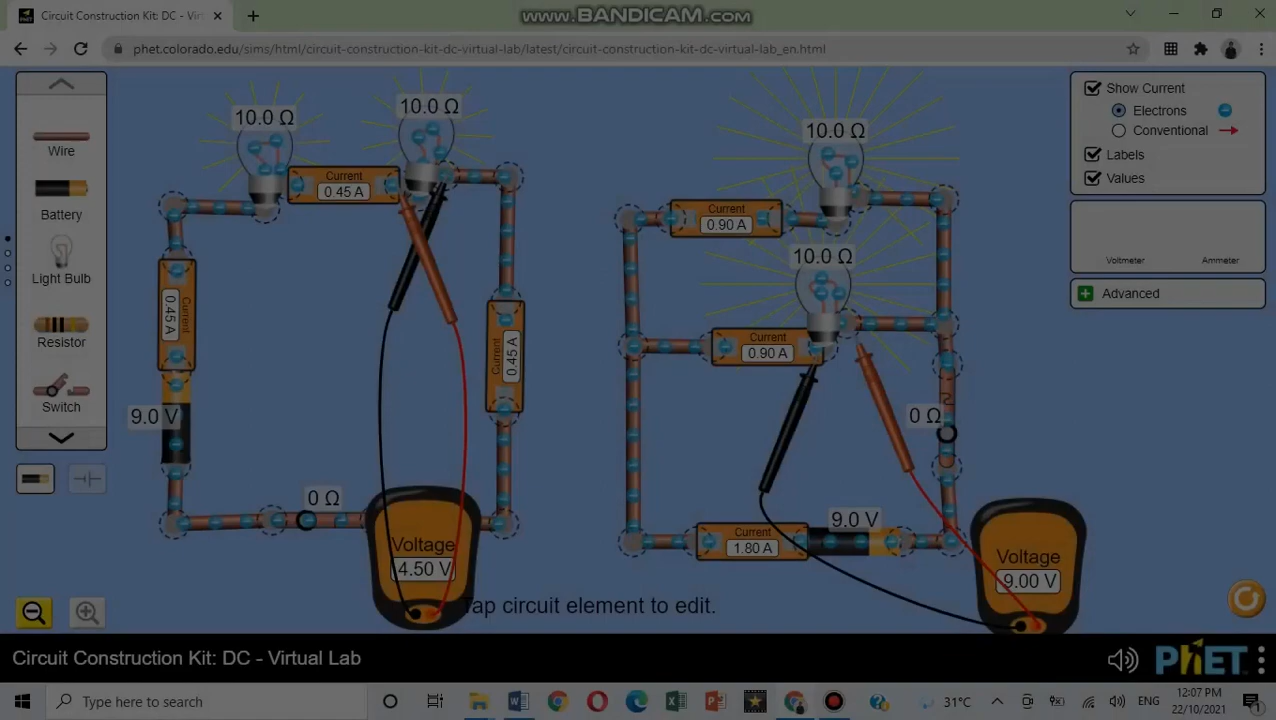 www.BANDICAM.com
Circuit Construction Kit: DC - Virt
phet.colorado.edu/sims/html/circuit-construction-kit-dc-virtual-lab/latest/circuit-construction-kit-dc-virtual-lab_en.html
Wire
Battery
Light Bulb
Resistor
Switch
10.0 Ω
10.0 Ω
Current
0.45 A
Current
0.45 A
Current
0.45 A
9.0 V
0 Ω
Voltage
4.50 V
10.0 Ω
Current
0.90 A
10.0 Ω
Current
0.90 A
0 Ω
9.0 V
Current
1.80 A
Voltage
9.00 V
Show Current
Electrons
Conventional
Labels
Values
Voltmeter
Ammeter
Advanced
Tap circuit element to edit.
Circuit Construction Kit: DC - Virtual Lab
PhET
Type here to search
31°C
ENG
12:07 PM
22/10/2021